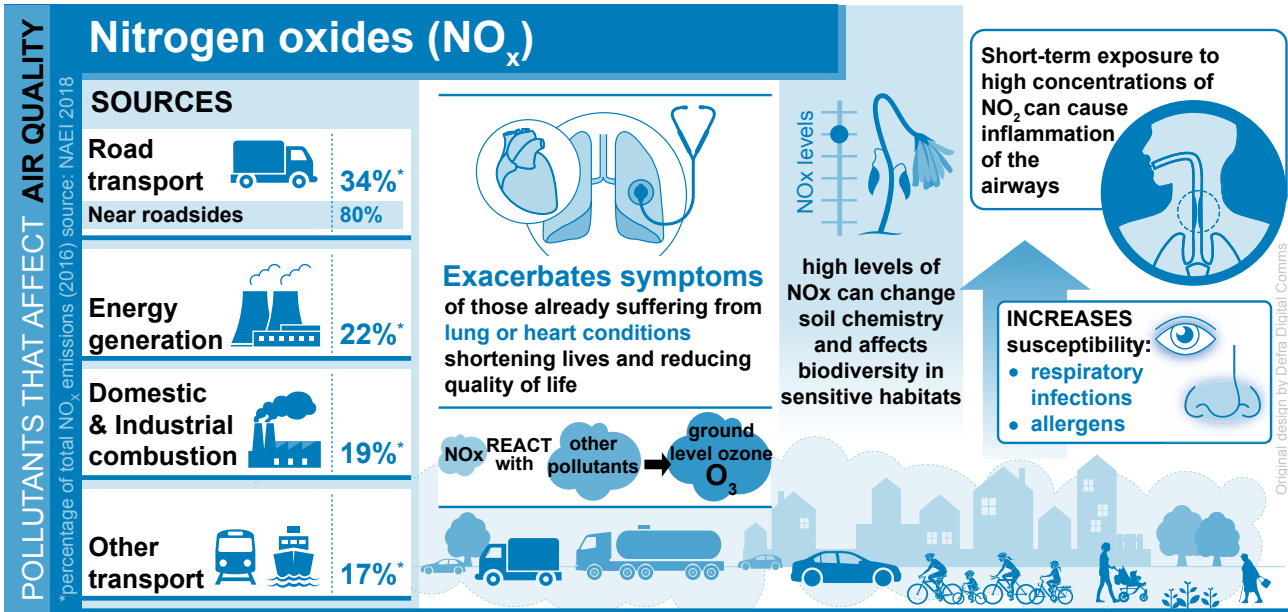 POLLUTANTS THAT AFFECT AIR QUALITY
*percentage of total NOx emissions (2016) source: NAEI 2018
Nitrogen oxides (NOx)
SOURCES
Road
transport
34%*
Near roadsides 80%
Energy
generation
22%*
Domestic
& Industrial
combustion
19%*
Other
transport
17%*
Exacerbates symptoms
of those already suffering from
lung or heart conditions
shortening lives and reducing
quality of life
NOx REACT
with
other
pollutants
ground
level ozone
O3
NOx levels
high levels of
NOx can change
soil chemistry
and affects
biodiversity in
sensitive habitats
Short-term exposure to
high concentrations of
NO2 can cause
inflammation
of the
airways
INCREASES
susceptibility:
• respiratory
infections
• allergens
Original design by Defra Digital Comms